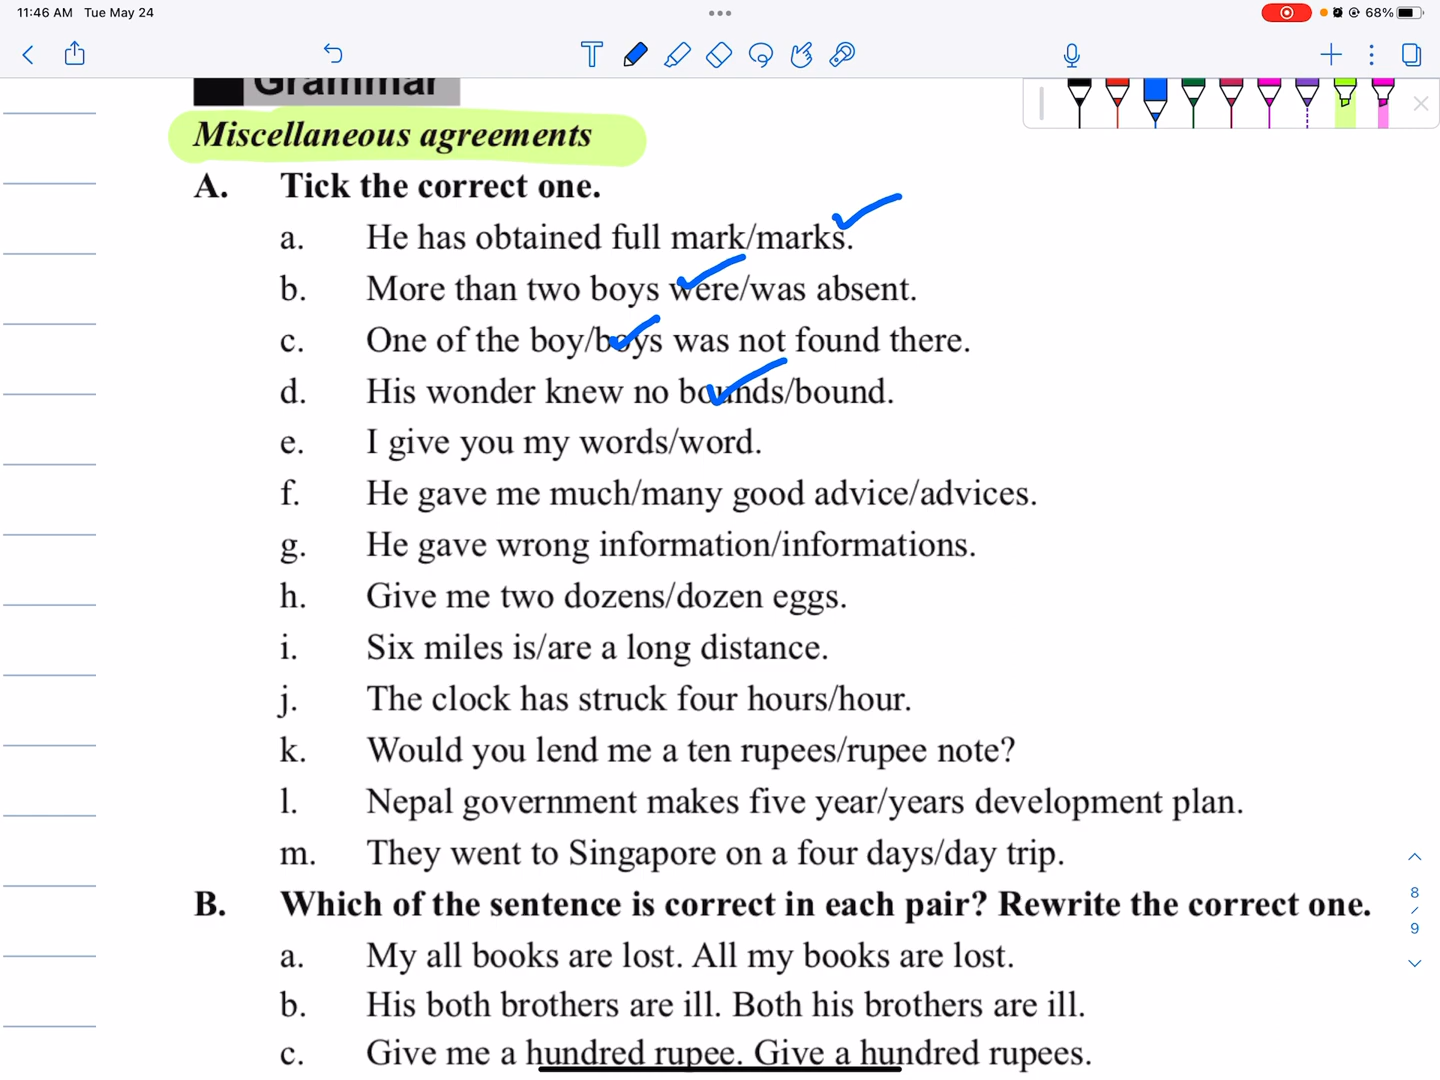 11:46 AM Tue May 24
68%
Grammar
Miscellaneous agreements
A. Tick the correct one.
a. He has obtained full mark/marks.
b. More than two boys were/was absent.
c. One of the boy/boys was not found there.
d. His wonder knew no bounds/bound.
e. I give you my words/word.
f. He gave me much/many good advice/advices.
g. He gave wrong information/informations.
h. Give me two dozens/dozen eggs.
i. Six miles is/are a long distance.
j. The clock has struck four hours/hour.
k. Would you lend me a ten rupees/rupee note?
l. Nepal government makes five year/years development plan.
m. They went to Singapore on a four days/day trip.
B. Which of the sentence is correct in each pair? Rewrite the correct one.
a. My all books are lost. All my books are lost.
b. His both brothers are ill. Both his brothers are ill.
c. Give me a hundred rupee. Give a hundred rupees.
8
/
9